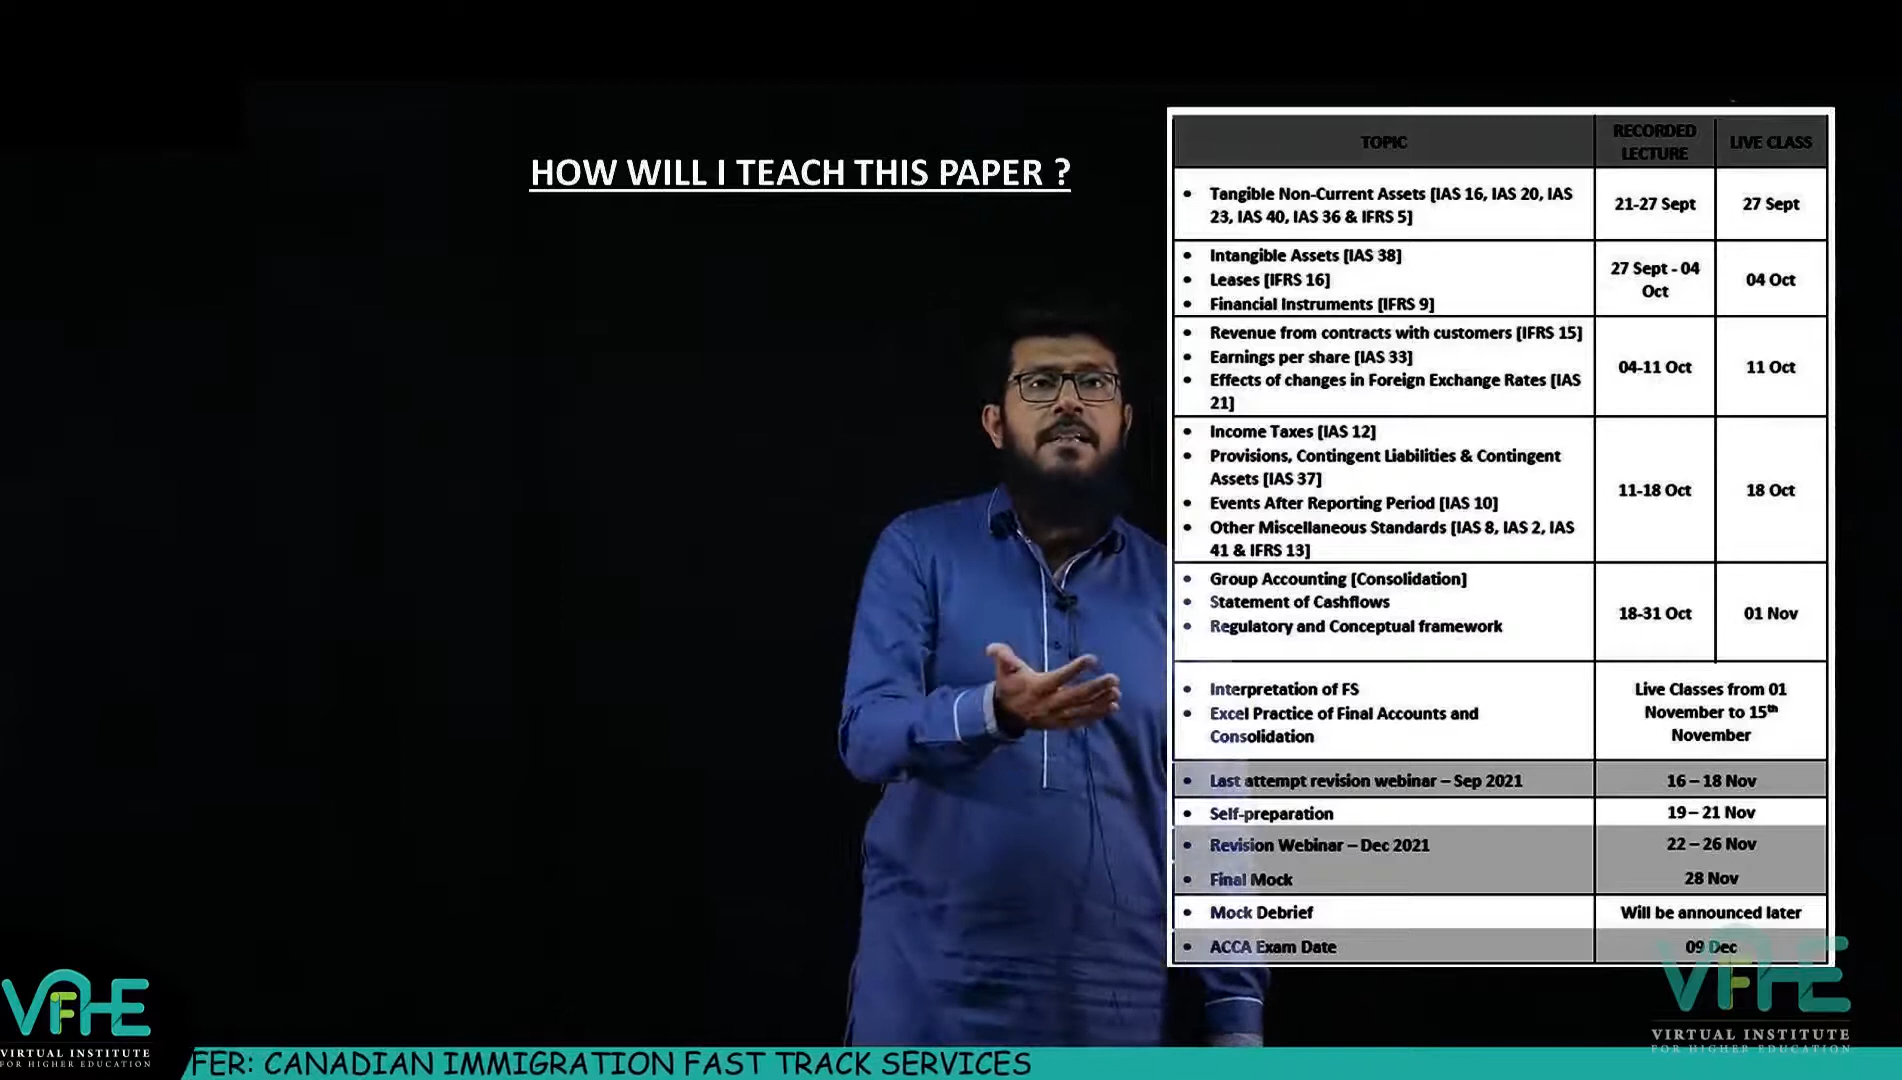 HOW WILL I TEACH THIS PAPER ?
TOPIC
RECORDED
LECTURE
LIVE CLASS
• Tangible Non-Current Assets [IAS 16, IAS 20, IAS
23, IAS 40, IAS 36 & IFRS 5]
21-27 Sept
27 Sept
• Intangible Assets [IAS 38]
• Leases [IFRS 16]
• Financial Instruments [IFRS 9]
27 Sept - 04
Oct
04 Oct
• Revenue from contracts with customers [IFRS 15]
• Earnings per share [IAS 33]
• Effects of changes in Foreign Exchange Rates [IAS
21]
04-11 Oct
11 Oct
• Income Taxes [IAS 12]
• Provisions, Contingent Liabilities & Contingent
Assets [IAS 37]
• Events After Reporting Period [IAS 10]
• Other Miscellaneous Standards [IAS 8, IAS 2, IAS
41 & IFRS 13]
11-18 Oct
18 Oct
• Group Accounting [Consolidation]
• Statement of Cashflows
• Regulatory and Conceptual framework
18-31 Oct
01 Nov
• Interpretation of FS
• Excel Practice of Final Accounts and
Consolidation
Live Classes from 01
November to 15th
November
• Last attempt revision webinar – Sep 2021
16 – 18 Nov
• Self-preparation
19 – 21 Nov
• Revision Webinar – Dec 2021
22 – 26 Nov
• Final Mock
28 Nov
• Mock Debrief
Will be announced later
• ACCA Exam Date
09 Dec
VIFHE
VIRTUAL INSTITUTE
FOR HIGHER EDUCATION
FER: CANADIAN IMMIGRATION FAST TRACK SERVICES
VIFHE
VIRTUAL INSTITUTE
FOR HIGHER EDUCATION